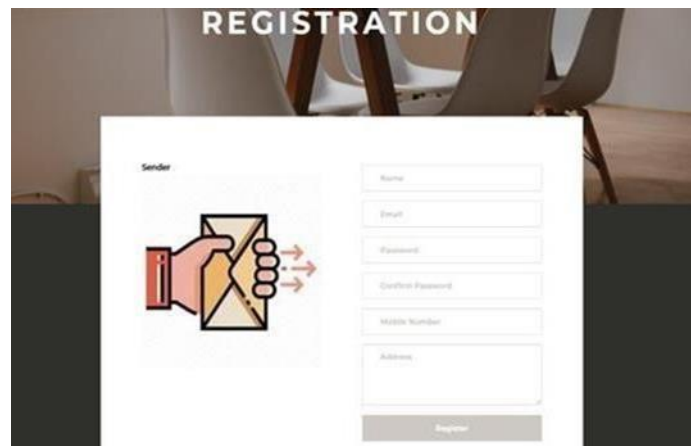 REGISTRATION
Sender
Name
Email
Password
Confirm Password
Mobile Number
Address
Register